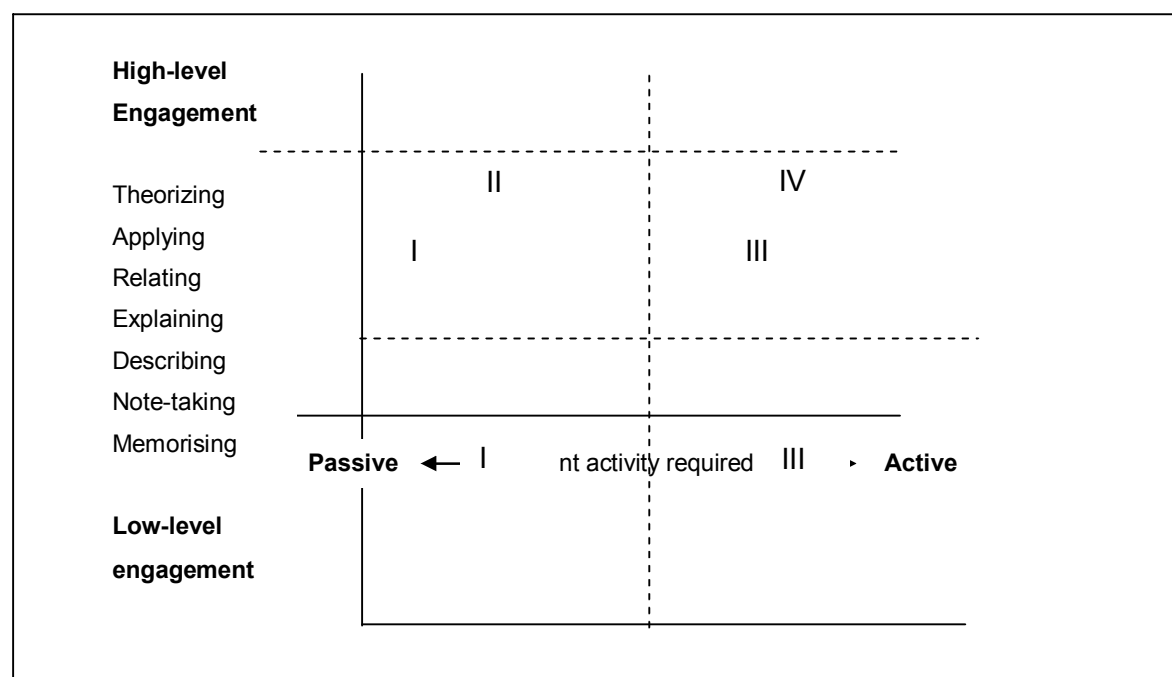 High-level
Engagement
II IV
Theorizing
Applying
I III
Relating
Explaining
Describing
Note-taking
Memorising
Passive I nt activity required III Active
Low-level
engagement